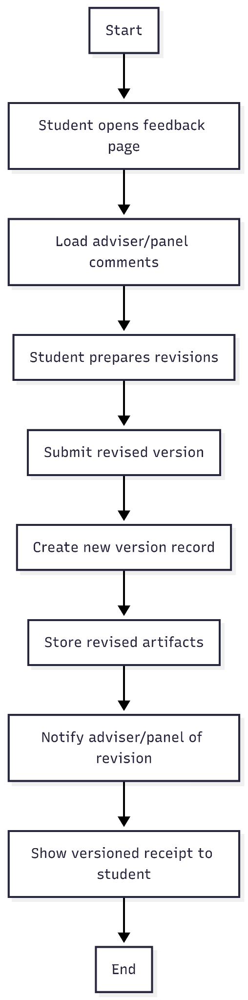 Start
Student opens feedback
page
Load adviser/panel
comments
Student prepares revisions
Submit revised version
Create new version record
Store revised artifacts
Notify adviser/panel of
revision
Show versioned receipt to
student
End